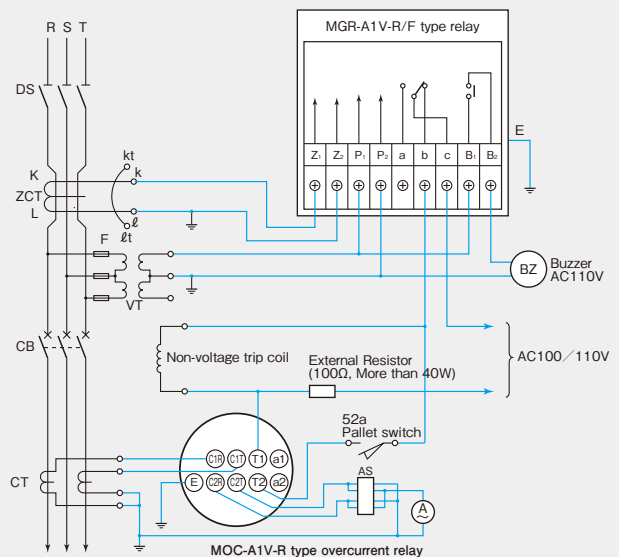 R S T
MGR-A1V-R/F type relay
DS
E
kt
Z1 Z2 P1 P2 a b c B1 B2
K
k
ZCT
L
ℓ
ℓt
F
BZ
Buzzer
AC110V
VT
CB
Non-voltage trip coil
External Resistor
(100Ω, More than 40W)
AC100／110V
52a
Pallet switch
C1R C1T T1 a1
AS
CT
E C2R C2T T2 a2
A
MOC-A1V-R type overcurrent relay